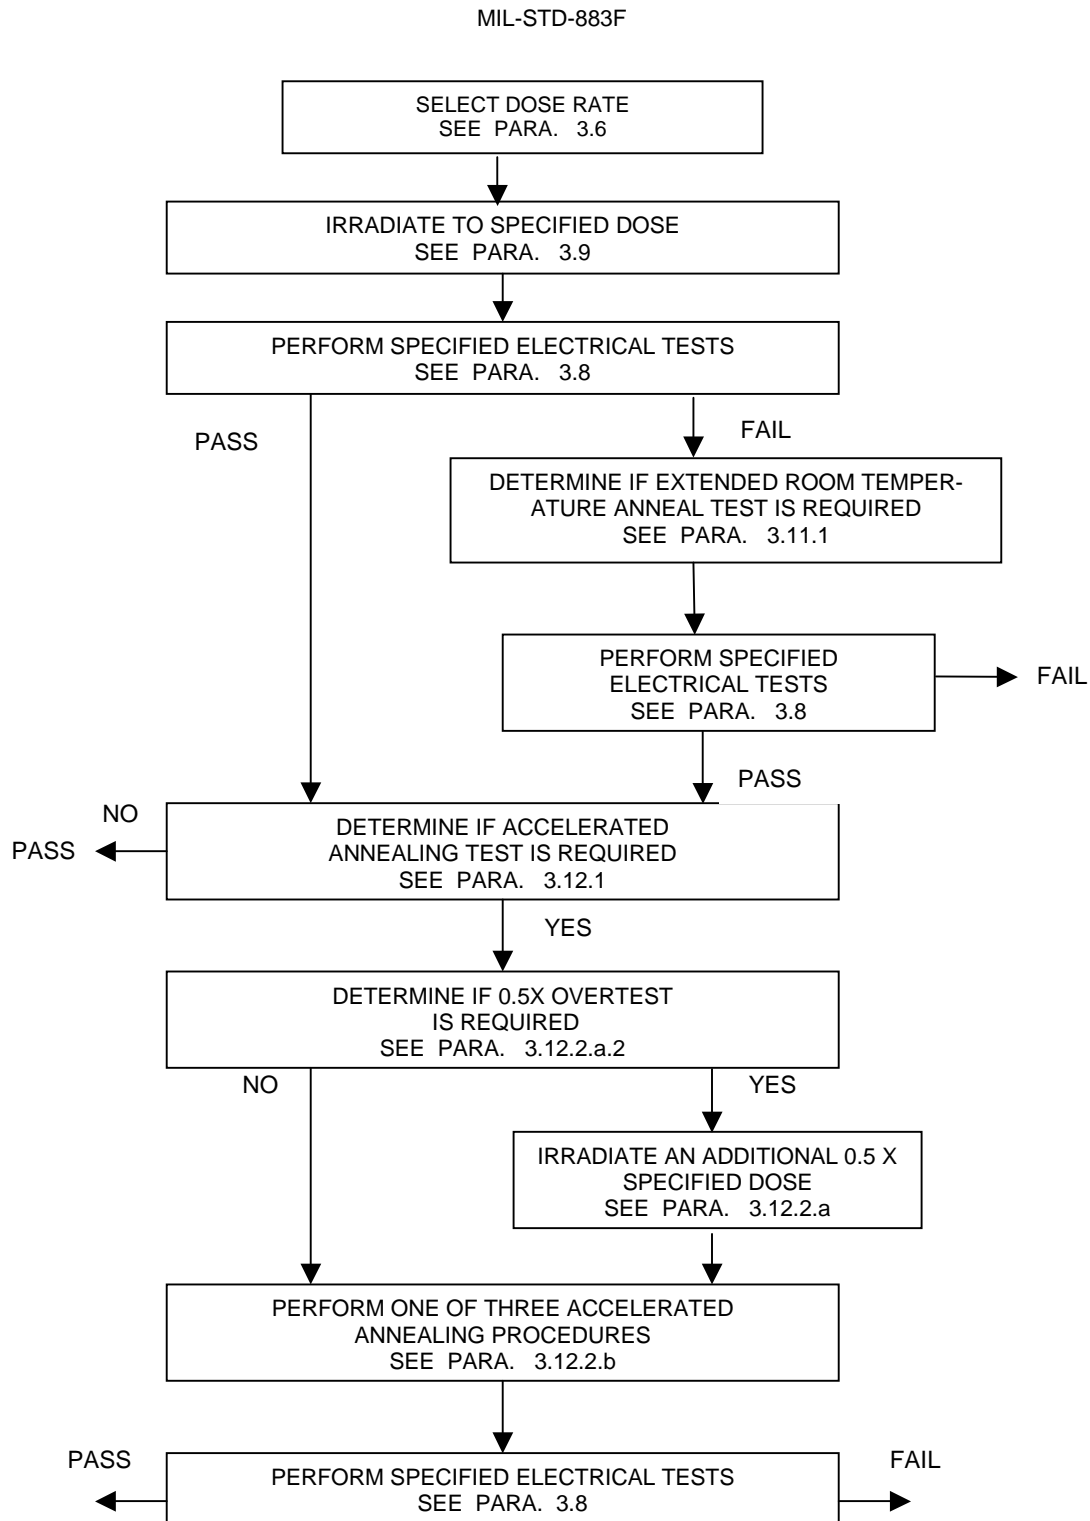 MIL-STD-883F
SELECT DOSE RATE
SEE PARA. 3.6
IRRADIATE TO SPECIFIED DOSE
SEE PARA. 3.9
PERFORM SPECIFIED ELECTRICAL TESTS
SEE PARA. 3.8
PASS
FAIL
DETERMINE IF EXTENDED ROOM TEMPER-
ATURE ANNEAL TEST IS REQUIRED
SEE PARA. 3.11.1
PERFORM SPECIFIED
ELECTRICAL TESTS
SEE PARA. 3.8
FAIL
PASS
NO
PASS
DETERMINE IF ACCELERATED
ANNEALING TEST IS REQUIRED
SEE PARA. 3.12.1
YES
DETERMINE IF 0.5X OVERTEST
IS REQUIRED
SEE PARA. 3.12.2.a.2
NO
YES
IRRADIATE AN ADDITIONAL 0.5 X
SPECIFIED DOSE
SEE PARA. 3.12.2.a
PERFORM ONE OF THREE ACCELERATED
ANNEALING PROCEDURES
SEE PARA. 3.12.2.b
PASS
FAIL
PERFORM SPECIFIED ELECTRICAL TESTS
SEE PARA. 3.8